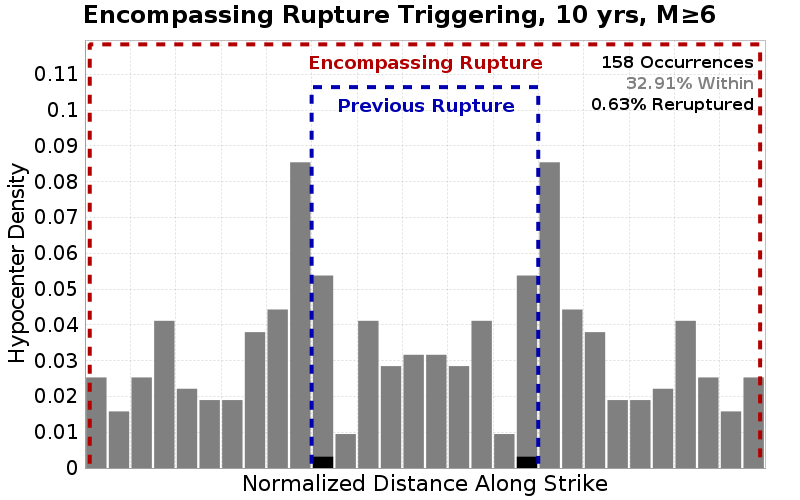 Encompassing Rupture Triggering, 10 yrs, M≥6
Encompassing Rupture
158 Occurrences
32.91% Within
Previous Rupture
0.63% Reruptured
Hypocenter Density
0.11
0.1
0.09
0.08
0.07
0.06
0.05
0.04
0.03
0.02
0.01
0
Normalized Distance Along Strike